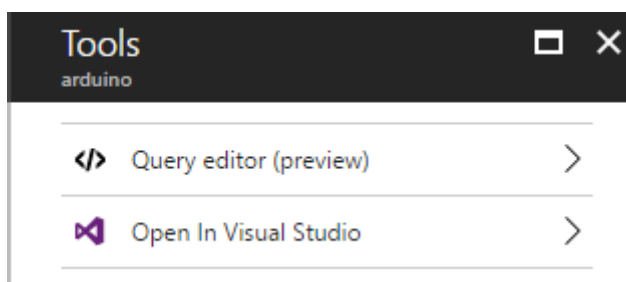 Tools
arduino
Query editor (preview)
Open In Visual Studio